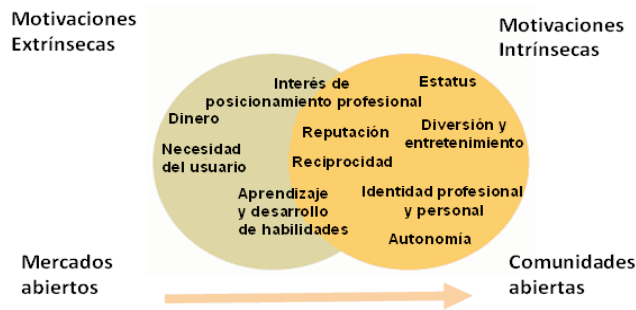 Motivaciones
Extrínsecas
Motivaciones
Intrínsecas
Interés de
posicionamiento profesional
Estatus
Dinero
Reputación
Diversión y
entretenimiento
Necesidad
del usuario
Reciprocidad
Aprendizaje
y desarrollo
de habilidades
Identidad profesional
y personal
Autonomía
Mercados
abiertos
Comunidades
abiertas